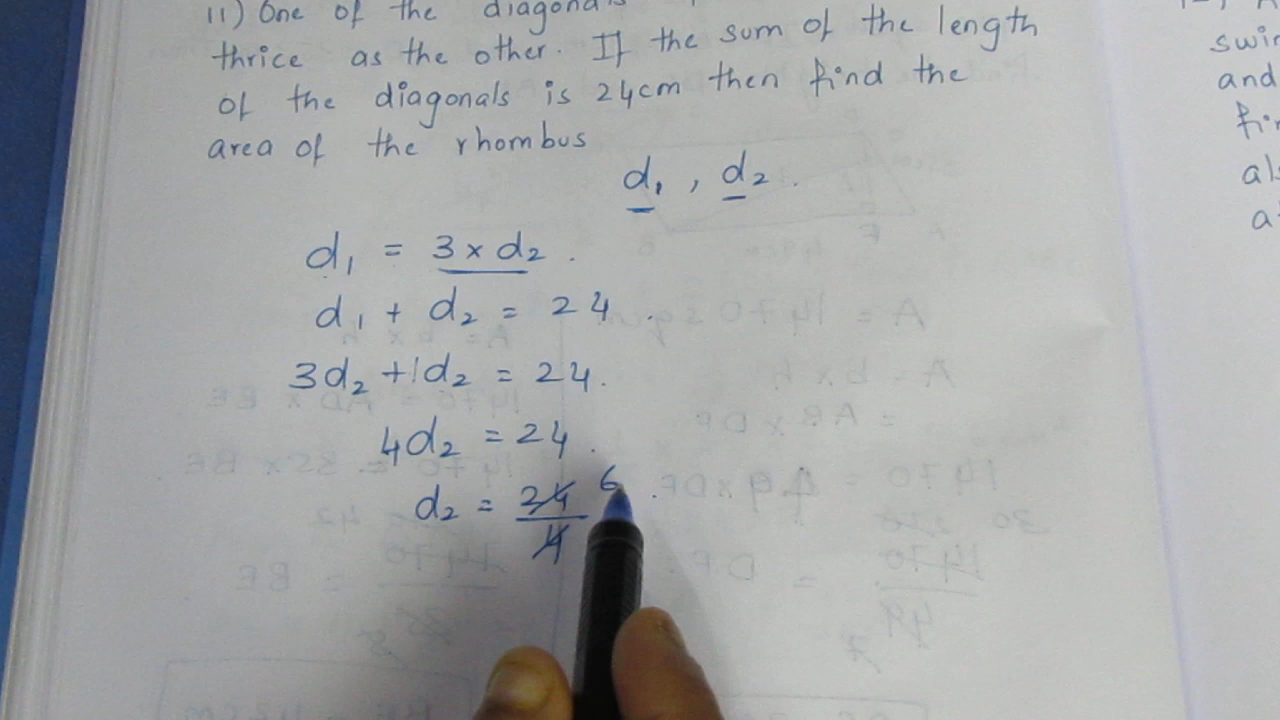 11) One of the diagonals
thrice as the other. If the sum of the length
of the diagonals is 24cm then find the
area of the rhombus
d₁ , d₂ .
d₁ = 3 x d₂ .
d₁ + d₂ = 24 .
3d₂ + 1d₂ = 24.
4d₂ = 24 .
d₂ = 24/4 6 .
and